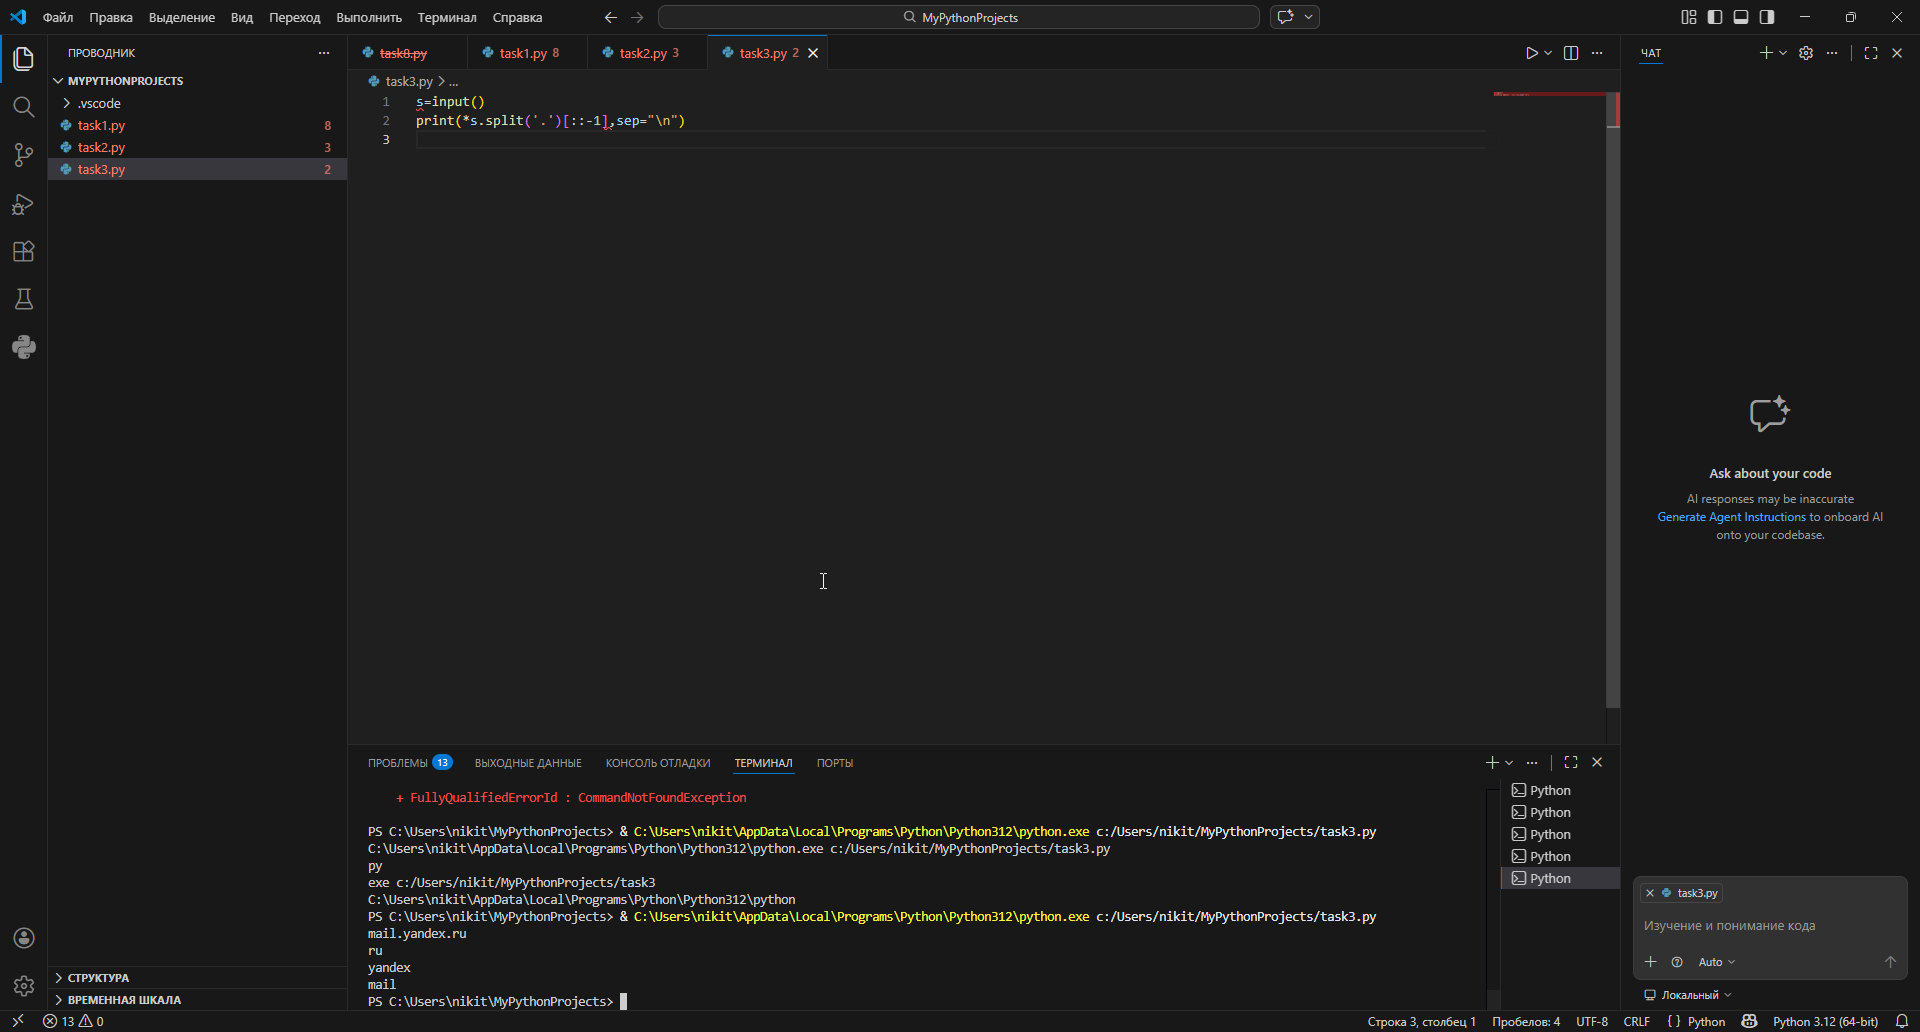 Файл Правка Выделение Вид Переход Выполнить Терминал Справка
MyPythonProjects
ПРОВОДНИК
MYPYTHONPROJECTS
.vscode
task1.py 8
task2.py 3
task3.py 2
СТРУКТУРА
ВРЕМЕННАЯ ШКАЛА
task0.py
task1.py 8
task2.py 3
task3.py 2
task3.py > ...
1 s=input()
2 print(*s.split('.')[::-1],sep="\n")
3
ПРОБЛЕМЫ 13 ВЫХОДНЫЕ ДАННЫЕ КОНСОЛЬ ОТЛАДКИ ТЕРМИНАЛ ПОРТЫ
+ FullyQualifiedErrorId : CommandNotFoundException
PS C:\Users\nikit\MyPythonProjects> & C:\Users\nikit\AppData\Local\Programs\Python\Python312\python.exe c:/Users/nikit/MyPythonProjects/task3.py
C:\Users\nikit\AppData\Local\Programs\Python\Python312\python.exe c:/Users/nikit/MyPythonProjects/task3.py
py
exe c:/Users/nikit/MyPythonProjects/task3
C:\Users\nikit\AppData\Local\Programs\Python\Python312\python
PS C:\Users\nikit\MyPythonProjects> & C:\Users\nikit\AppData\Local\Programs\Python\Python312\python.exe c:/Users/nikit/MyPythonProjects/task3.py
mail.yandex.ru
ru
yandex
mail
PS C:\Users\nikit\MyPythonProjects>
Python
Python
Python
Python
Python
ЧАТ
Ask about your code
AI responses may be inaccurate
Generate Agent Instructions to onboard AI
onto your codebase.
task3.py
Изучение и понимание кода
Auto
Локальный
13 0
Строка 3, столбец 1 Пробелов: 4 UTF-8 CRLF { } Python Python 3.12 (64-bit)